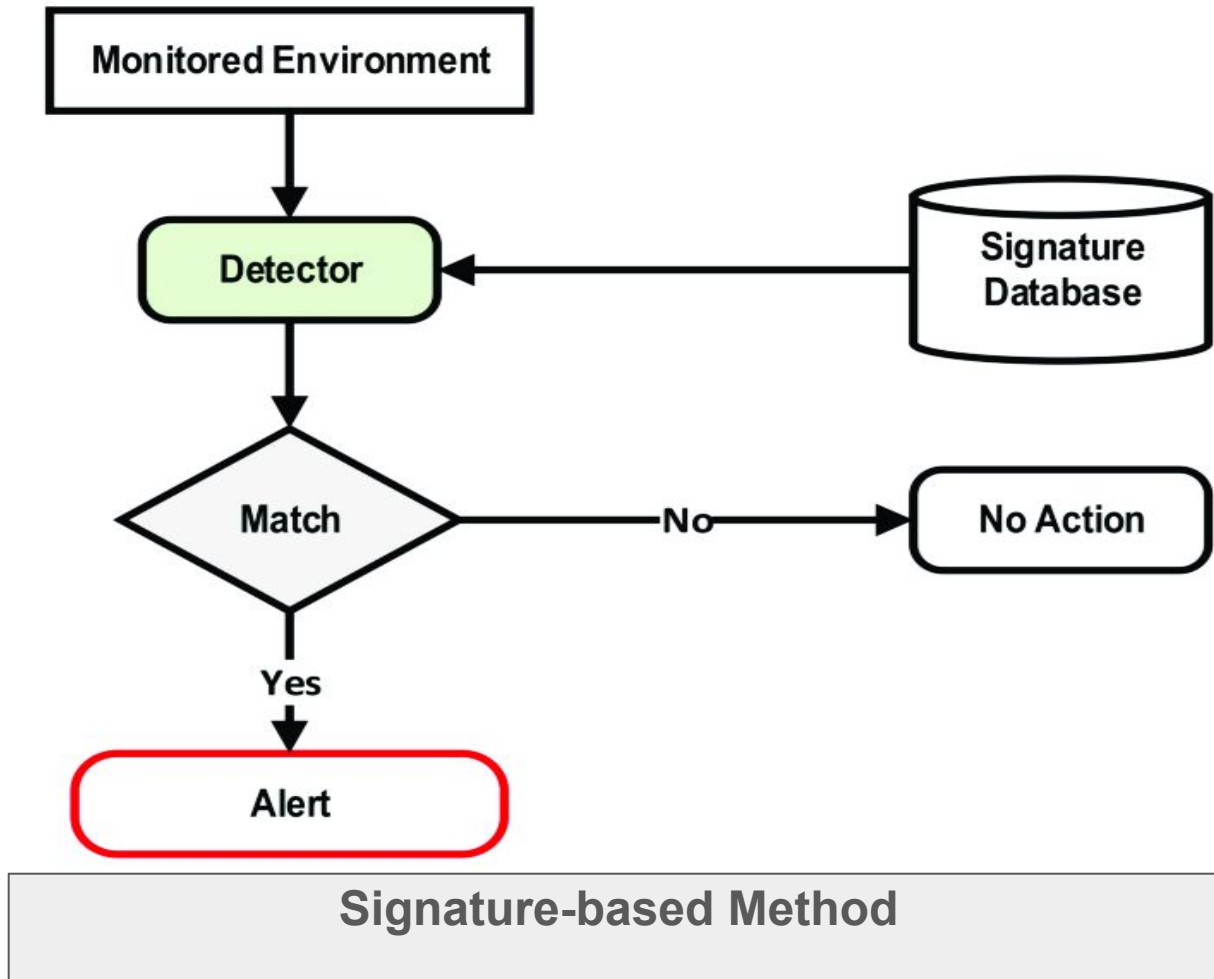 Monitored Environment
Detector
Signature
Database
Match
No
No Action
Yes
Alert
Signature-based Method